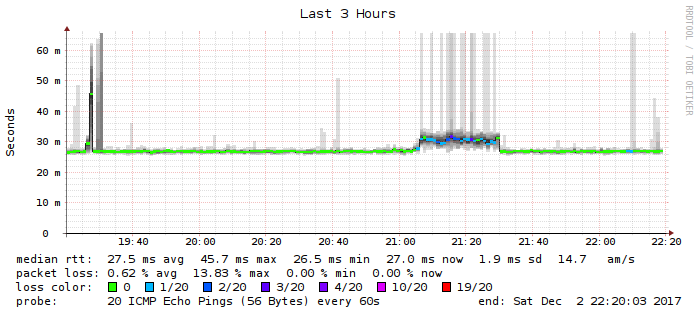 Last 3 Hours
RRDTOOL / TOBI OETIKER
Seconds
60 m
50 m
40 m
30 m
20 m
10 m
0
19:40 20:00 20:20 20:40 21:00 21:20 21:40 22:00 22:20
median rtt: 27.5 ms avg 45.7 ms max 26.5 ms min 27.0 ms now 1.9 ms sd 14.7 am/s
packet loss: 0.62 % avg 13.83 % max 0.00 % min 0.00 % now
loss color: 0 1/20 2/20 3/20 4/20 10/20 19/20
probe: 20 ICMP Echo Pings (56 Bytes) every 60s end: Sat Dec 2 22:20:03 2017